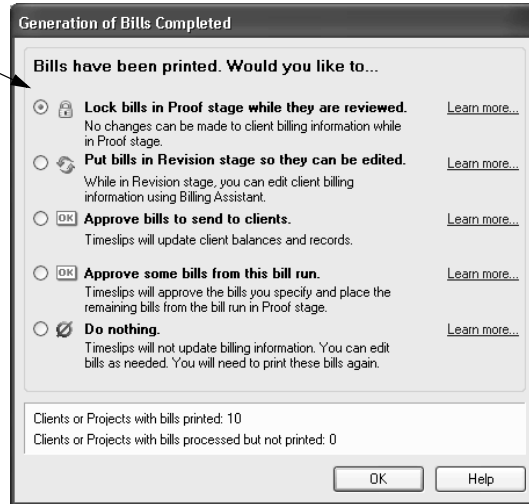 Generation of Bills Completed
Bills have been printed. Would you like to...
Lock bills in Proof stage while they are reviewed. Learn more...
No changes can be made to client billing information while
in Proof stage.
Put bills in Revision stage so they can be edited. Learn more...
While in Revision stage, you can edit client billing
information using Billing Assistant.
OK Approve bills to send to clients. Learn more...
Timeslips will update client balances and records.
OK Approve some bills from this bill run. Learn more...
Timeslips will approve the bills you specify and place the
remaining bills from the bill run in Proof stage.
Do nothing. Learn more...
Timeslips will not update billing information. You can edit
bills as needed. You will need to print these bills again.
Clients or Projects with bills printed: 10
Clients or Projects with bills processed but not printed: 0
OK Help